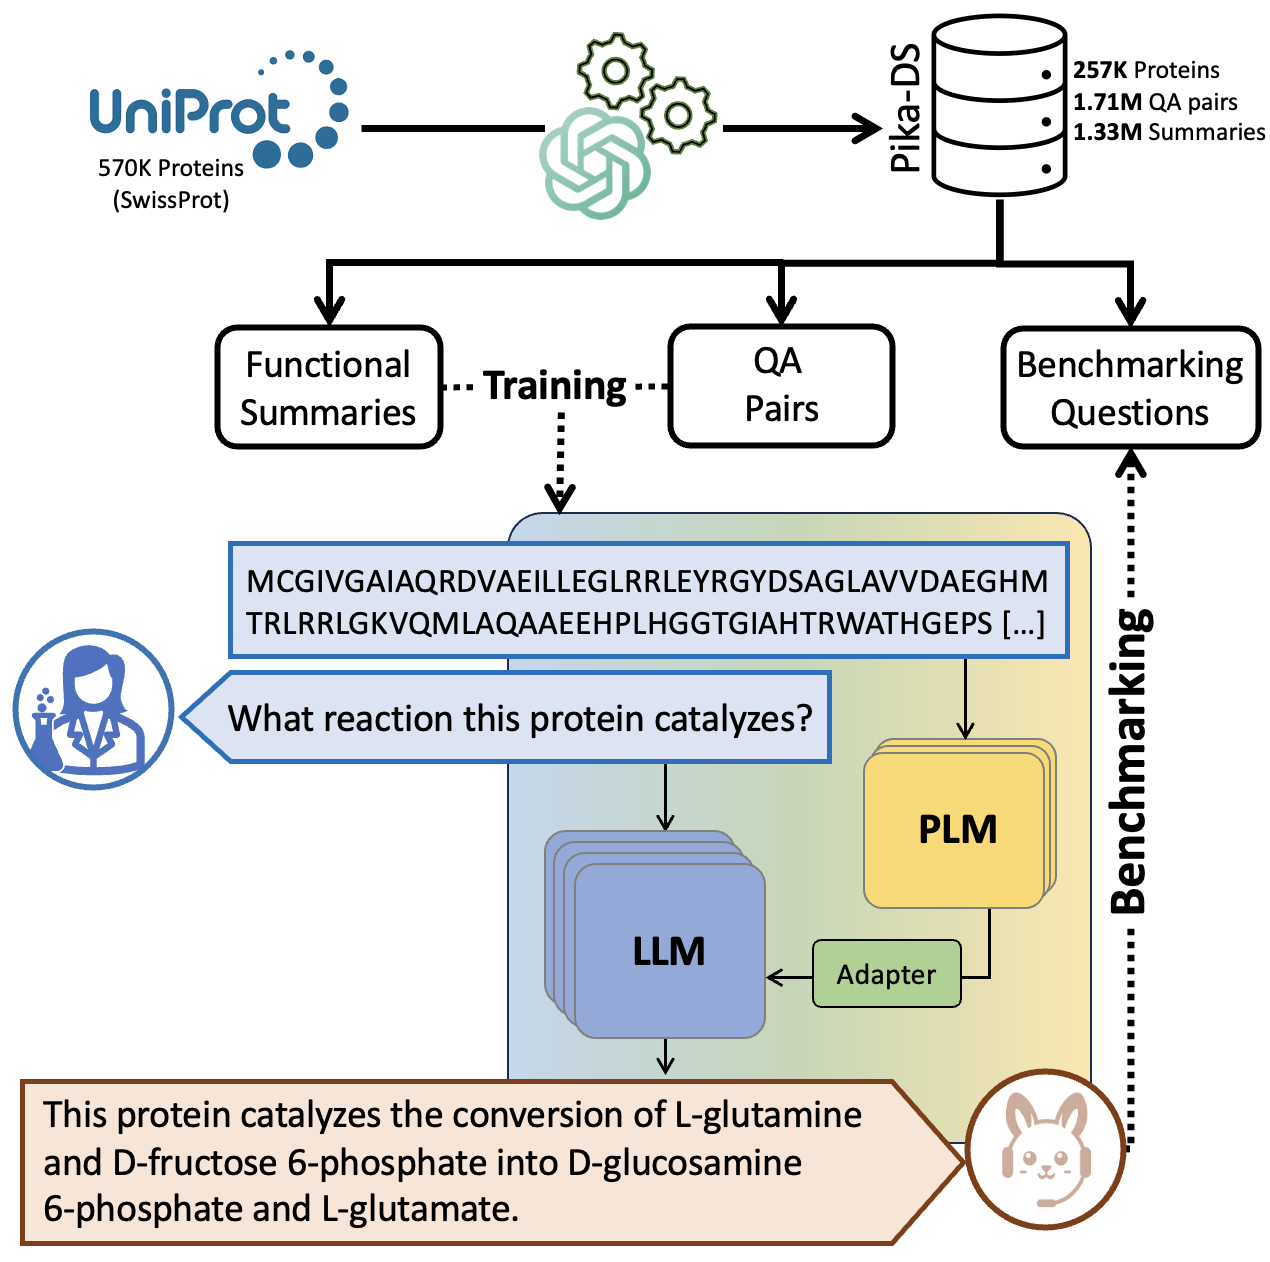 UniProt
570K Proteins
(SwissProt)
Pika-DS
257K Proteins
1.71M QA pairs
1.33M Summaries
Functional
Summaries
Training
QA
Pairs
Benchmarking
Questions
MCGIVGAIAQRDVAEILLEGLRRLEYRGYDSAGLAVVDAEGHM
TRLRRLGKVQMLAQAAEEHPLHGGTGIAHTRWATHGEPS [...]
What reaction this protein catalyzes?
PLM
LLM
Adapter
Benchmarking
This protein catalyzes the conversion of L-glutamine
and D-fructose 6-phosphate into D-glucosamine
6-phosphate and L-glutamate.